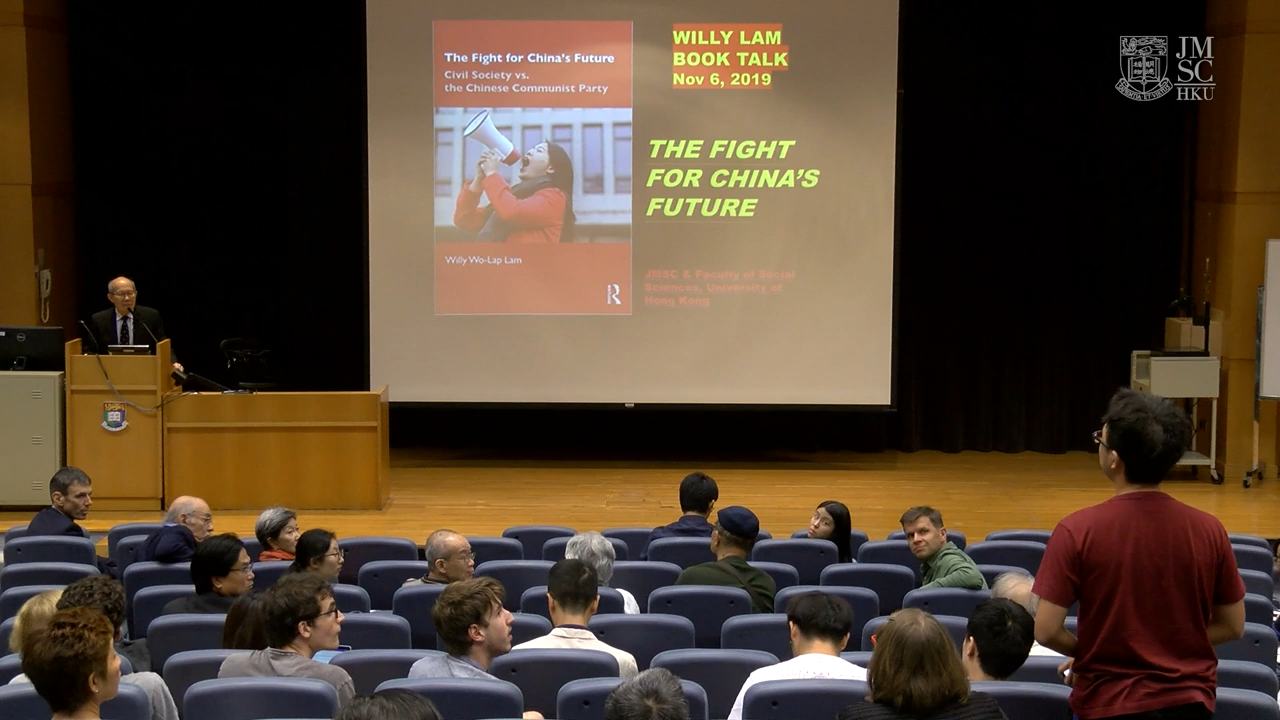 The Fight for China's Future
Civil Society vs.
the Chinese Communist Party
Willy Wo-Lap Lam
R
WILLY LAM
BOOK TALK
Nov 6, 2019
THE FIGHT
FOR CHINA'S
FUTURE
JMSC & Faculty of Social
Sciences, University of
Hong Kong
JM
SC
HKU